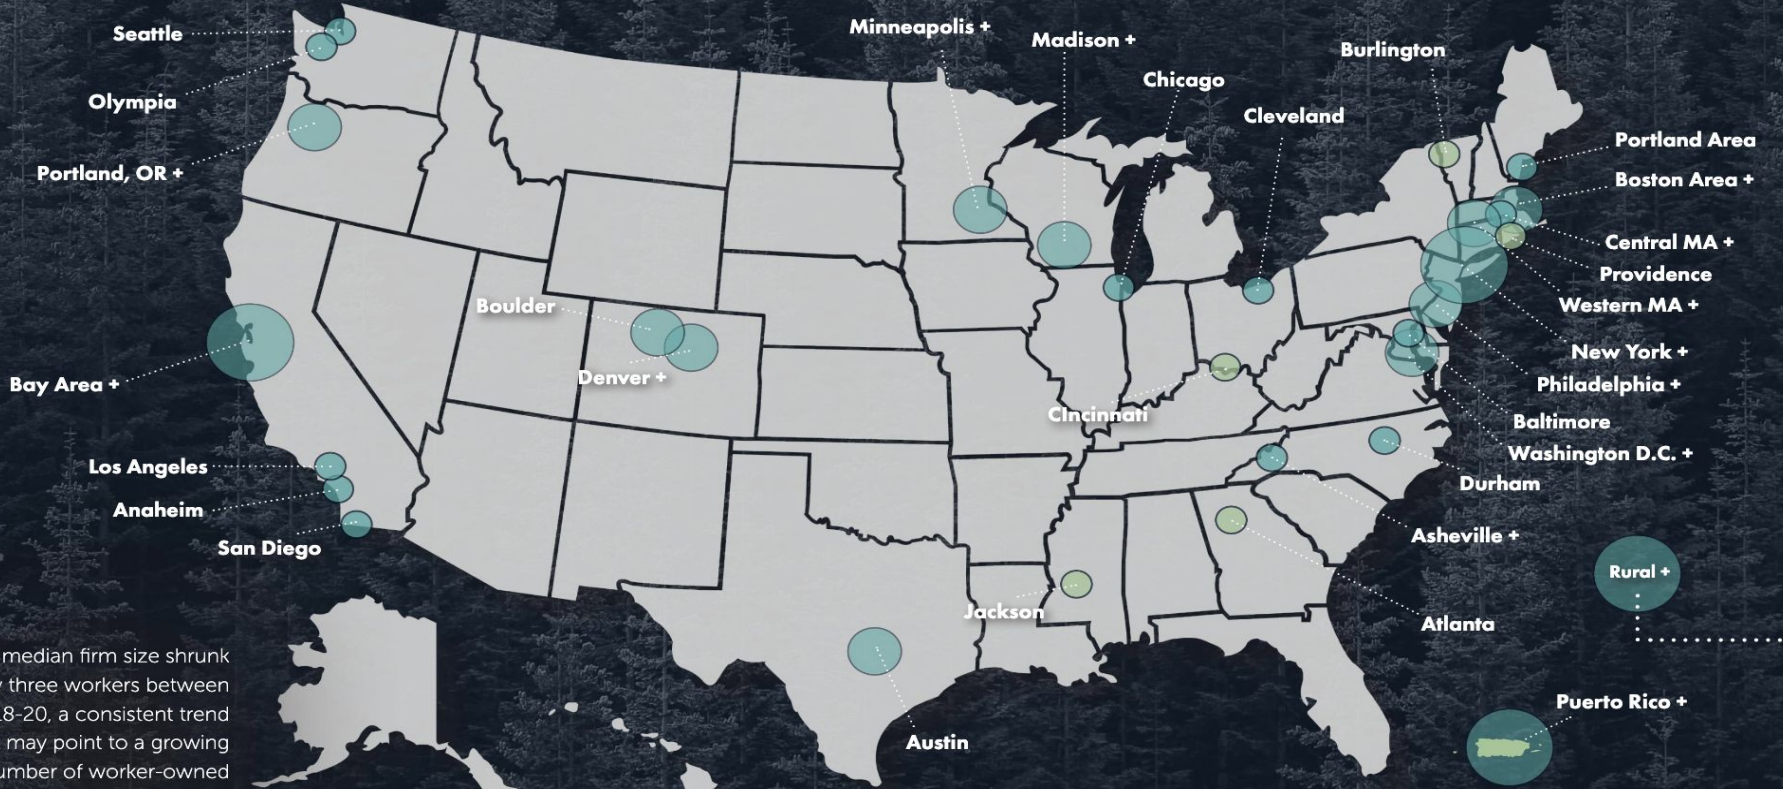 Seattle
Olympia
Portland, OR +
Bay Area +
Los Angeles
Anaheim
San Diego
Boulder
Denver +
Minneapolis +
Madison +
Chicago
Cleveland
Burlington
Portland Area
Boston Area +
Central MA +
Providence
Western MA +
New York +
Philadelphia +
Baltimore
Washington D.C. +
Durham
Asheville +
Atlanta
CIncinnati
Jackson
Austin
Rural +
Puerto Rico +
median firm size shrunk
three workers between
8-20, a consistent trend
may point to a growing
of worker-owned